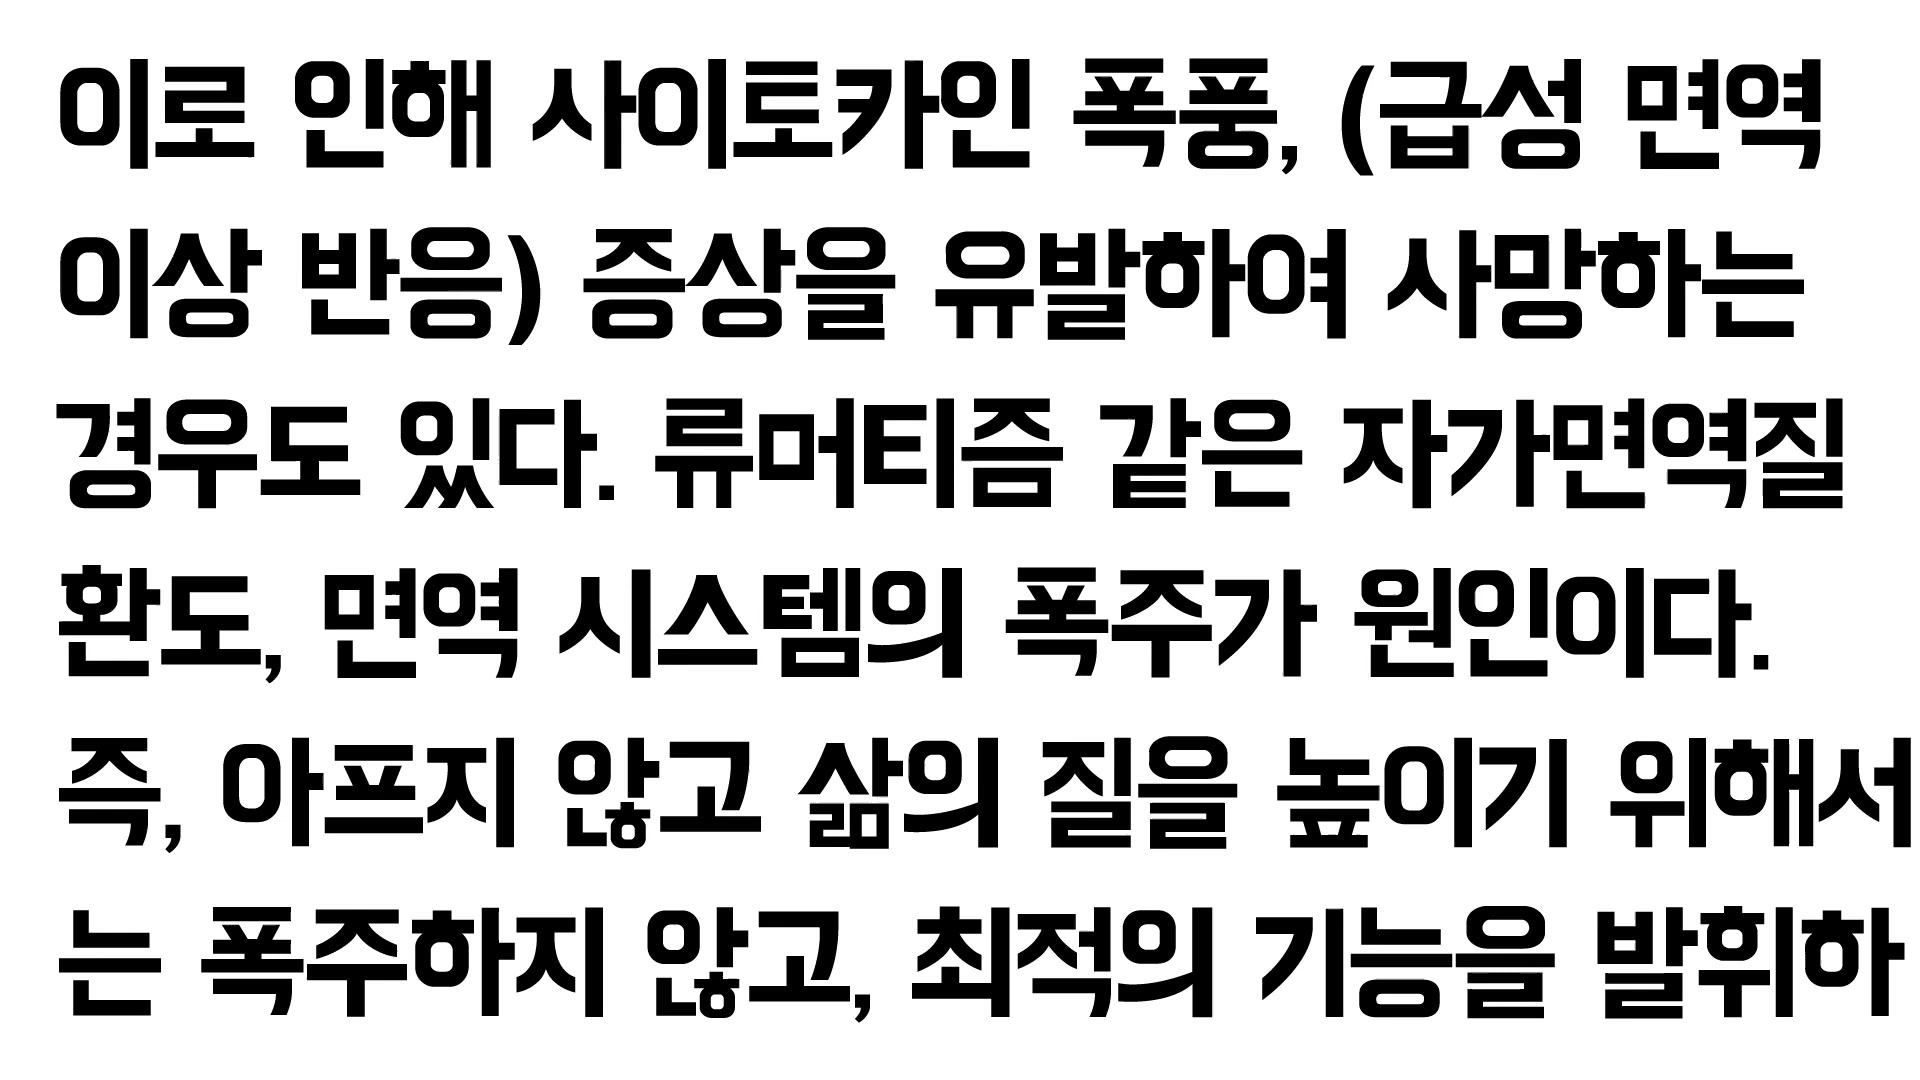 이로 인해 사이토카인 폭풍, (급성 면역
이상 반응) 증상을 유발하여 사망하는
경우도 있다. 류머티즘 같은 자가면역질
환도, 면역 시스템의 폭주가 원인이다.
즉, 아프지 않고 삶의 질을 높이기 위해서
는 폭주하지 않고, 최적의 기능을 발휘하